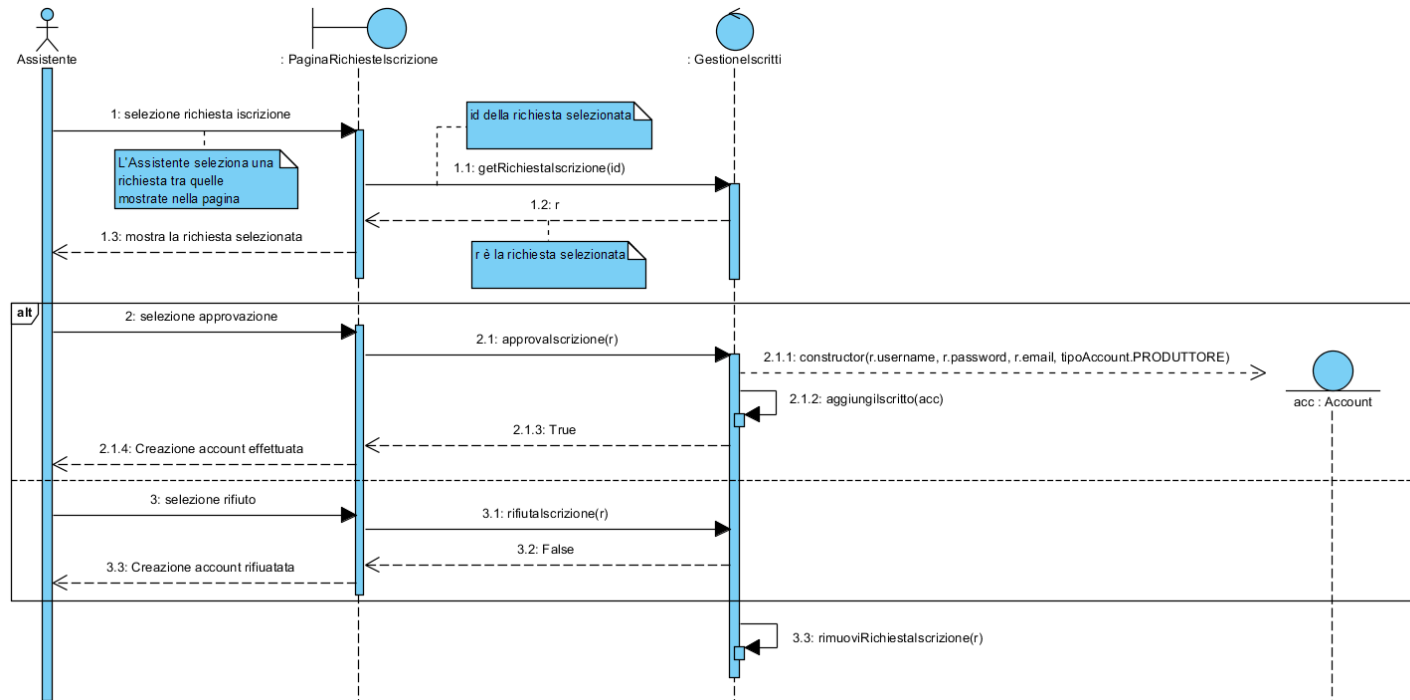 Assistente
: PaginaRichiesteIscrizione
: GestioneIscritti
1: selezione richiesta iscrizione
id della richiesta selezionata
L'Assistente seleziona una
richiesta tra quelle
mostrate nella pagina
1.1: getRichiestaIscrizione(id)
1.2: r
1.3: mostra la richiesta selezionata
r è la richiesta selezionata
alt
2: selezione approvazione
2.1: approvaIscrizione(r)
2.1.1: constructor(r.username, r.password, r.email, tipoAccount.PRODUTTORE)
2.1.2: aggiungiIscritto(acc)
acc : Account
2.1.3: True
2.1.4: Creazione account effettuata
3: selezione rifiuto
3.1: rifiutaIscrizione(r)
3.2: False
3.3: Creazione account rifiuatata
3.3: rimuoviRichiestaIscrizione(r)